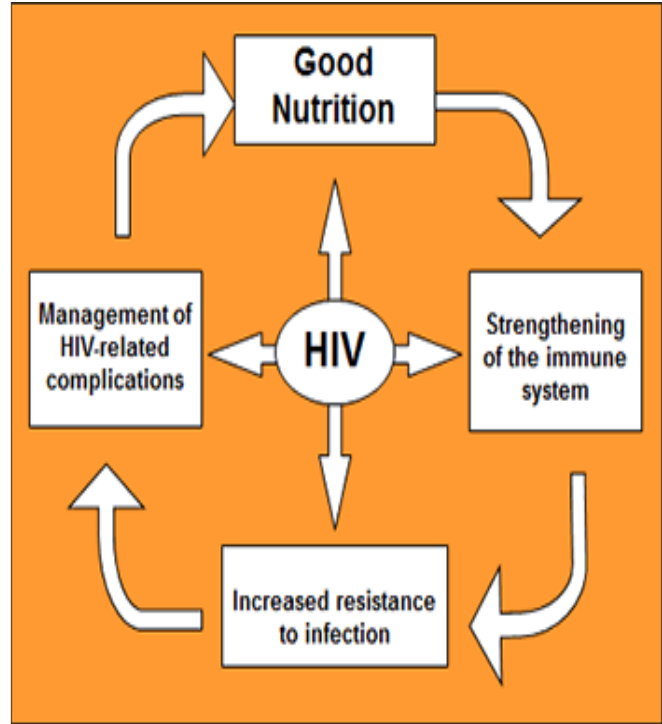 Good
Nutrition
Management of
HIV-related
complications
HIV
Strengthening
of the immune
system
Increased resistance
to infection